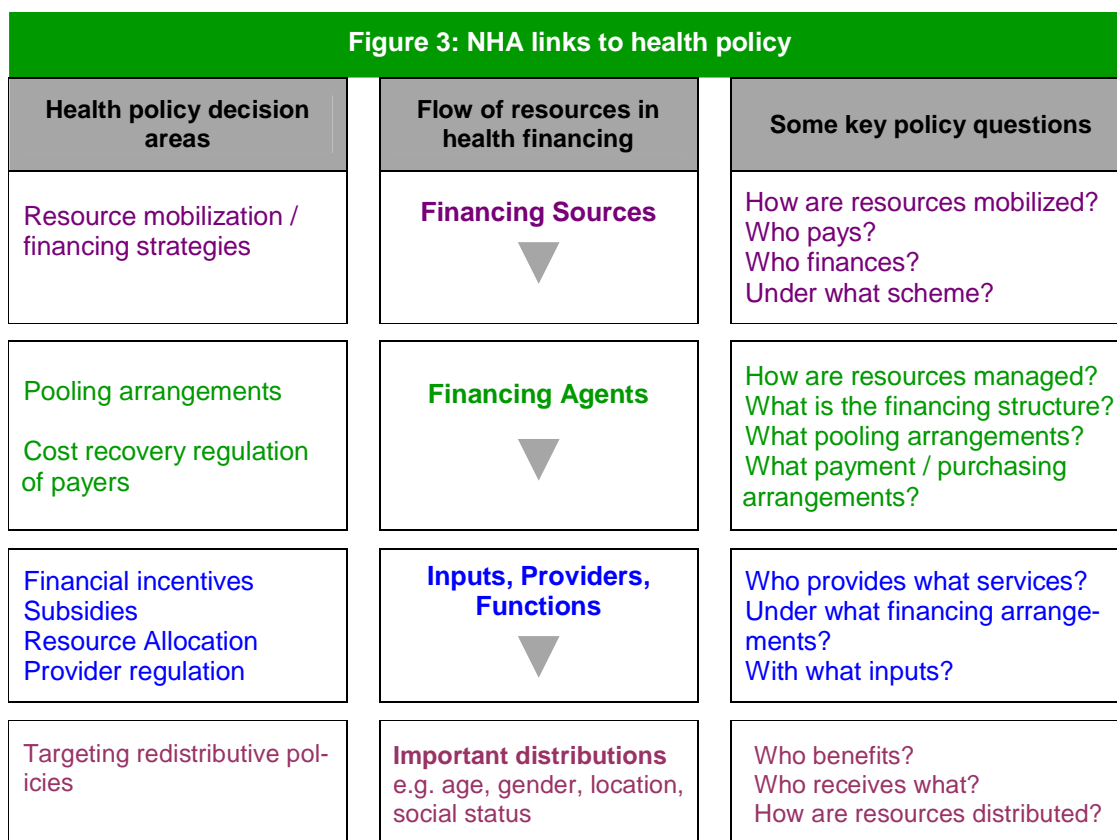 Figure 3: NHA links to health policy
Health policy decision
areas
Flow of resources in
health financing
Some key policy questions
Resource mobilization /
financing strategies
Financing Sources
How are resources mobilized?
Who pays?
Who finances?
Under what scheme?
Pooling arrangements
Cost recovery regulation
of payers
Financing Agents
How are resources managed?
What is the financing structure?
What pooling arrangements?
What payment / purchasing
arrangements?
Financial incentives
Subsidies
Resource Allocation
Provider regulation
Inputs, Providers,
Functions
Who provides what services?
Under what financing arrange-
ments?
With what inputs?
Targeting redistributive pol-
icies
Important distributions
e.g. age, gender, location,
social status
Who benefits?
Who receives what?
How are resources distributed?